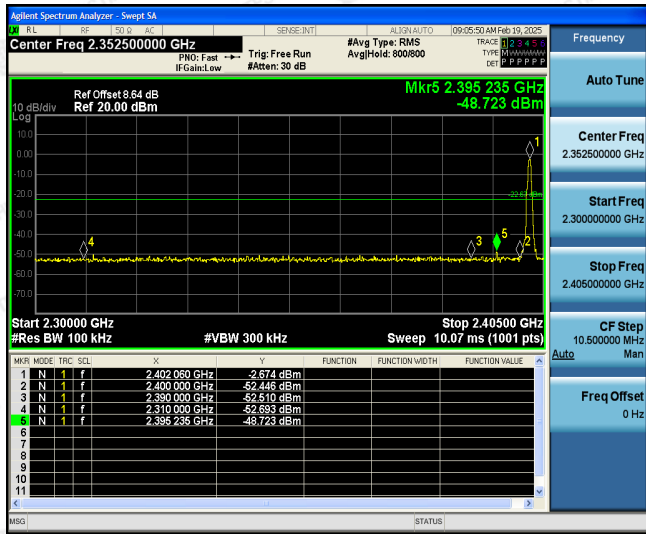 Agilent Spectrum Analyzer - Swept SA
RL RF 50 Ω AC SENSE:INT ALIGN AUTO 09:05:50 AM Feb 19, 2025
Center Freq 2.352500000 GHz
PNO: Fast
IFGain:Low
Trig: Free Run
#Atten: 30 dB
#Avg Type: RMS
Avg|Hold: 800/800
TRACE 1 2 3 4 5 6
TYPE M W W W W W
DET P P P P P P
Ref Offset 8.64 dB
10 dB/div Ref 20.00 dBm
Log
Mkr5 2.395 235 GHz
-48.723 dBm
10.0
0.00
-10.0
-20.0
-30.0
-40.0
-50.0
-60.0
-70.0
1
-22.67 dBm
4
3
5
2
Start 2.30000 GHz Stop 2.40500 GHz
#Res BW 100 kHz #VBW 300 kHz Sweep 10.07 ms (1001 pts)
MKR MODE TRC SCL X Y FUNCTION FUNCTION WIDTH FUNCTION VALUE
1 N 1 f 2.402 060 GHz -2.674 dBm
2 N 1 f 2.400 000 GHz -52.446 dBm
3 N 1 f 2.390 000 GHz -52.510 dBm
4 N 1 f 2.310 000 GHz -52.693 dBm
5 N 1 f 2.395 235 GHz -48.723 dBm
6
7
8
9
10
11
MSG STATUS
Frequency
Auto Tune
Center Freq
2.352500000 GHz
Start Freq
2.300000000 GHz
Stop Freq
2.405000000 GHz
CF Step
10.500000 MHz
Auto Man
Freq Offset
0 Hz